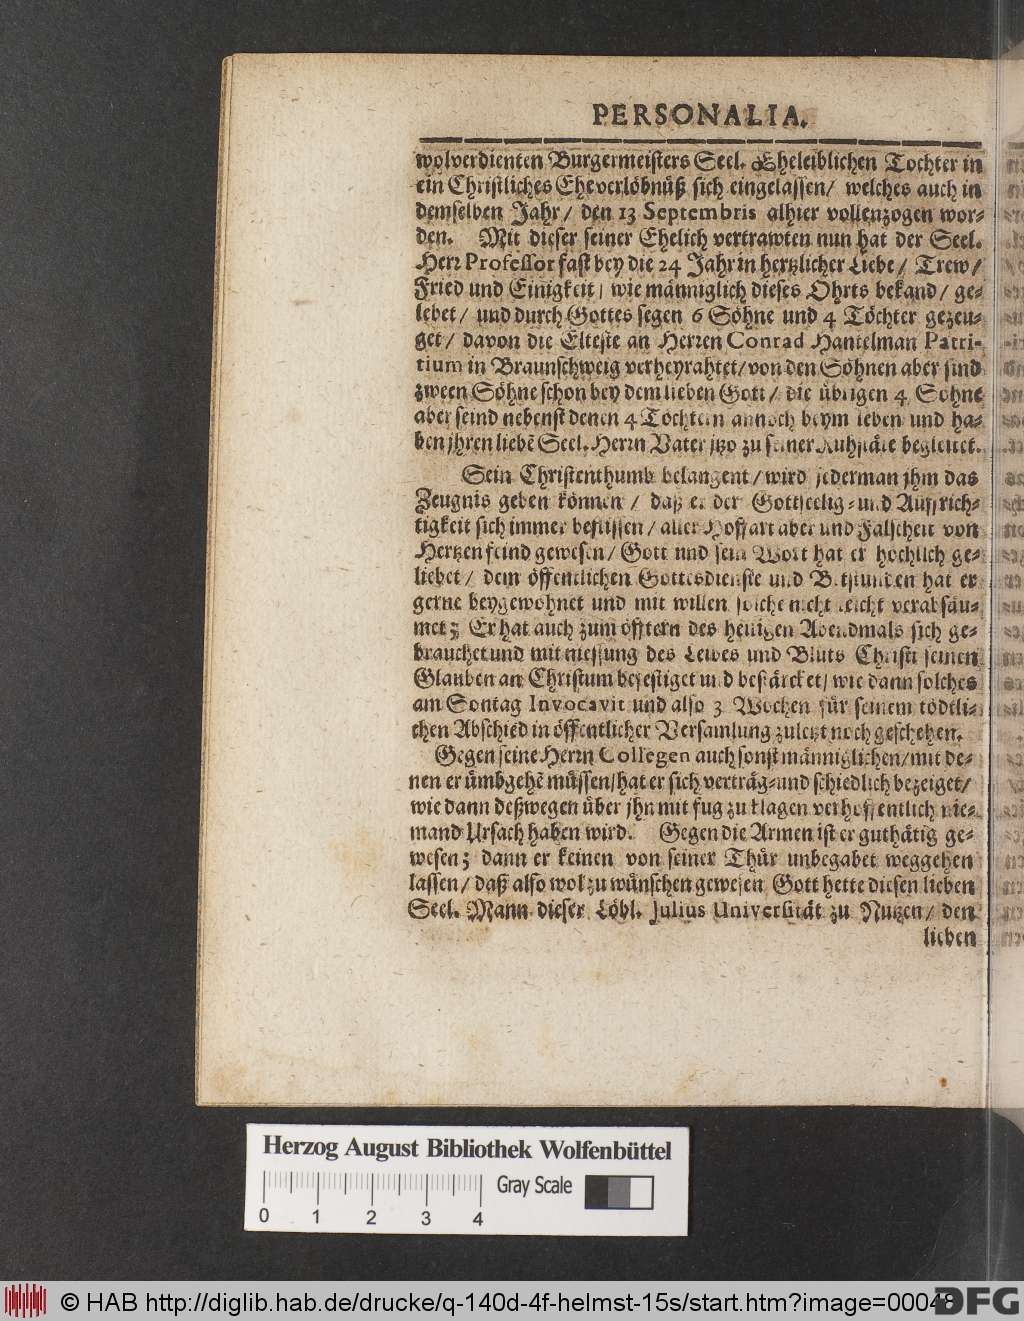 PERSONALIA.
wolverdienten Burgermeisters Seel. Eheleiblichen Tochter in
ein Christliches Eheverlöbnüß sich eingelassen/ welches auch in
demselben Jahr/ den 13 Septembris alhier vollenzogen wor-
den. Mit dieser seiner Ehelich vertrawten nun hat der Seel.
Herr Professor fast bey die 24 Jahr in hertzlicher Liebe/ Trew/
Fried und Einigkeit/ wie männiglich dieses Ohrts bekand/ ge-
lebet/ und durch Gottes segen 6 Söhne und 4 Töchter gezeu-
get/ davon die Elteste an Herren Conrad Hantelman Patri-
tium in Braunschweig verheyrahtet/ von den Söhnen aber sind
zween Söhne schon bey dem lieben Gott/ die übrigen 4 Söhne
aber seind nebenst denen 4 Töchtern annoch beym leben und ha-
ben jhren liebē Seel. Herrn Vater jtzo zu seiner Ruhstäte begleitet.
Sein Christenthumb belangent/ wird jederman jhm das
Zeugnis geben können/ daß er der Gottseelig- und Auffrich-
tigkeit sich immer beflissen/ aller Hoffart aber und Falscheit von
Hertzen feind gewesen/ Gott und sein Wort hat er höchlich ge-
liebet/ dem öffentlichen Gottesdienste und Betstunden hat er
gerne beygewohnet und mit willen solche nicht leicht verabsäu-
met; Er hat auch zum öfftern des heiligen Abendmals sich ge-
brauchet und mit niessung des Leibes und Bluts Christi seinen
Glauben an Christum befestiget und bestärcket/ wie dann solches
am Sontag Invocavit und also 3 Wochen für seinem tödtli-
chen Abschied in öffentlicher Versamlung zuletzt noch geschehen.
Gegen seine Herrn Collegen auch sonst männiglichen/ mit de-
nen er ümbgehē müssen/ hat er sich verträg- und schiedlich bezeiget/
wie dann deßwegen über jhn mit fug zu klagen verhoffentlich nie-
mand Ursach haben wird. Gegen die Armen ist er guthätig ge-
wesen; dann er keinen von seiner Thür unbegabet weggehen
lassen/ daß also wol zu wünschen gewesen Gott hette diesen lieben
Seel. Mann dieser Löbl. Julius Universität zu Nutzen/ den
lieben
Herzog August Bibliothek Wolfenbüttel
Gray Scale
0 1 2 3 4
© HAB http://diglib.hab.de/drucke/q-140d-4f-helmst-15s/start.htm?image=00048
DFG